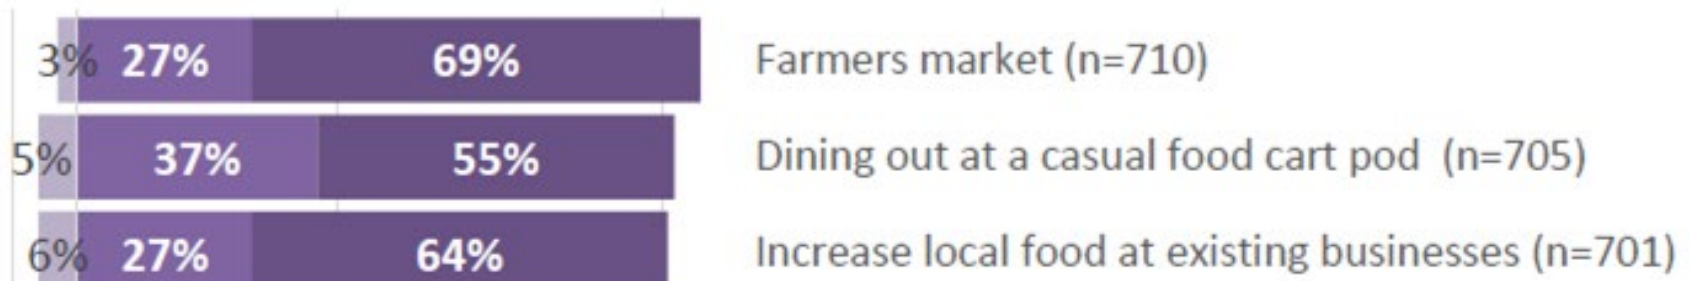 3% 27% 69% Farmers market (n=710)
5% 37% 55% Dining out at a casual food cart pod (n=705)
6% 27% 64% Increase local food at existing businesses (n=701)